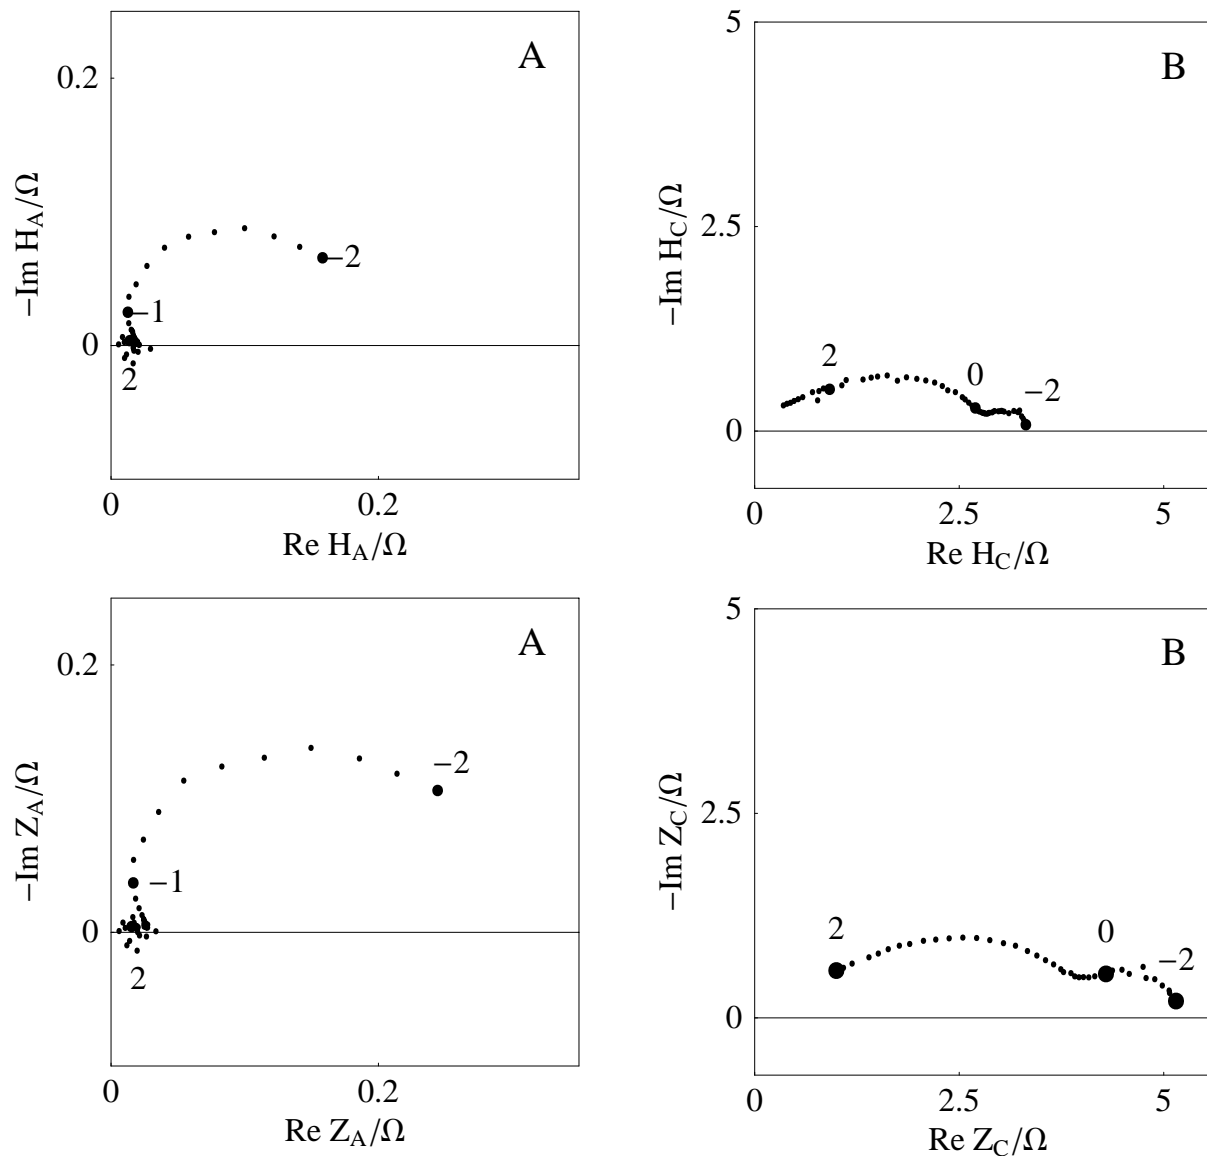 A
0.2
−Im H_A/Ω
−2
−1
0
2
0
0.2
Re H_A/Ω
B
5
−Im H_C/Ω
2.5
2
0
−2
0
0
2.5
5
Re H_C/Ω
A
0.2
−Im Z_A/Ω
−2
−1
0
2
0
0.2
Re Z_A/Ω
B
5
−Im Z_C/Ω
2.5
2
0
−2
0
0
2.5
5
Re Z_C/Ω